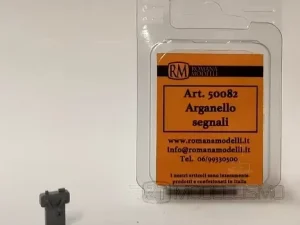 RM ROMANA
MODELLI
Art. 50082
Arganello
segnali
www.romanamodelli.it
info@romanamodelli.it
Tel. 06/99330500
I nostri articoli sono interamente
prodotti e confezionati in Italia.